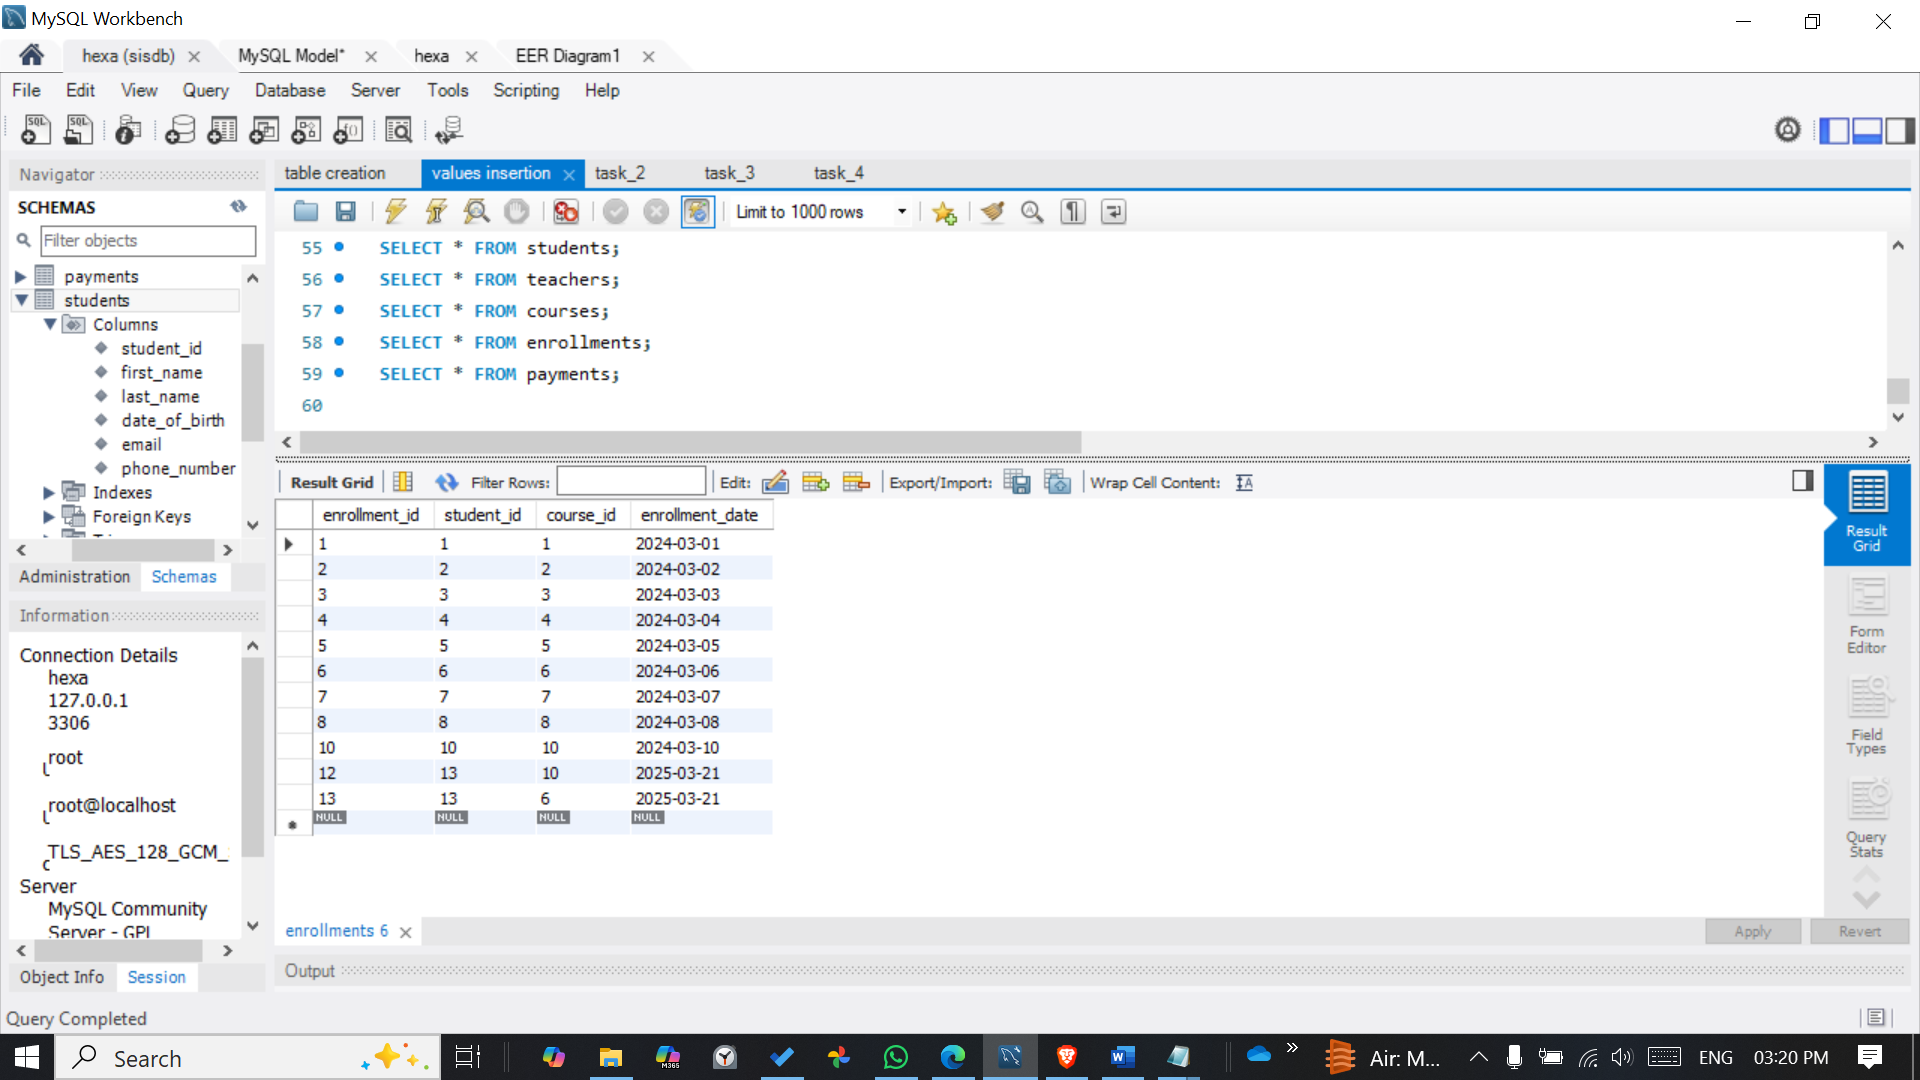 MySQL Workbench
hexa (sisdb)
MySQL Model*
hexa
EER Diagram1
File Edit View Query Database Server Tools Scripting Help
Navigator
SCHEMAS
Filter objects
payments
students
Columns
student_id
first_name
last_name
date_of_birth
email
phone_number
Indexes
Foreign Keys
Administration Schemas
Information
Connection Details
hexa
127.0.0.1
3306
root
root@localhost
TLS_AES_128_GCM_
Server
MySQL Community
Server - GPL
Object Info Session
table creation values insertion task_2 task_3 task_4
Limit to 1000 rows
55 SELECT * FROM students;
56 SELECT * FROM teachers;
57 SELECT * FROM courses;
58 SELECT * FROM enrollments;
59 SELECT * FROM payments;
60
Result Grid Filter Rows: Edit: Export/Import: Wrap Cell Content:
enrollment_id student_id course_id enrollment_date
1 1 1 2024-03-01
2 2 2 2024-03-02
3 3 3 2024-03-03
4 4 4 2024-03-04
5 5 5 2024-03-05
6 6 6 2024-03-06
7 7 7 2024-03-07
8 8 8 2024-03-08
10 10 10 2024-03-10
12 13 10 2025-03-21
13 13 6 2025-03-21
NULL NULL NULL NULL
Result
Grid
Form
Editor
Field
Types
Query
Stats
enrollments 6
Apply Revert
Output
Query Completed
Search
Air: M...
ENG
03:20 PM